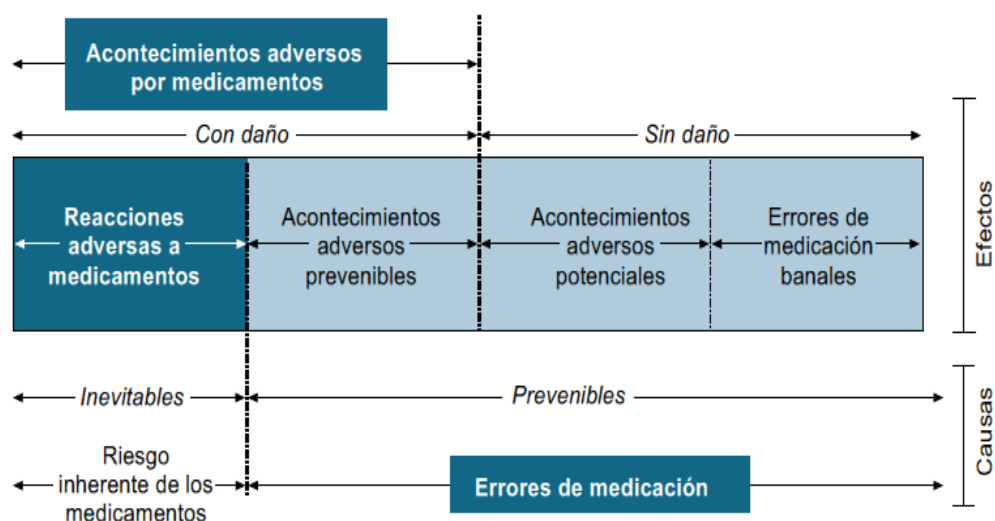 Acontecimientos adversos
por medicamentos
Con daño
Sin daño
Reacciones
adversas a
medicamentos
Acontecimientos
adversos
prevenibles
Acontecimientos
adversos
potenciales
Errores de
medicación
banales
Efectos
Inevitables
Prevenibles
Riesgo
inherente de los
medicamentos
Errores de medicación
Causas